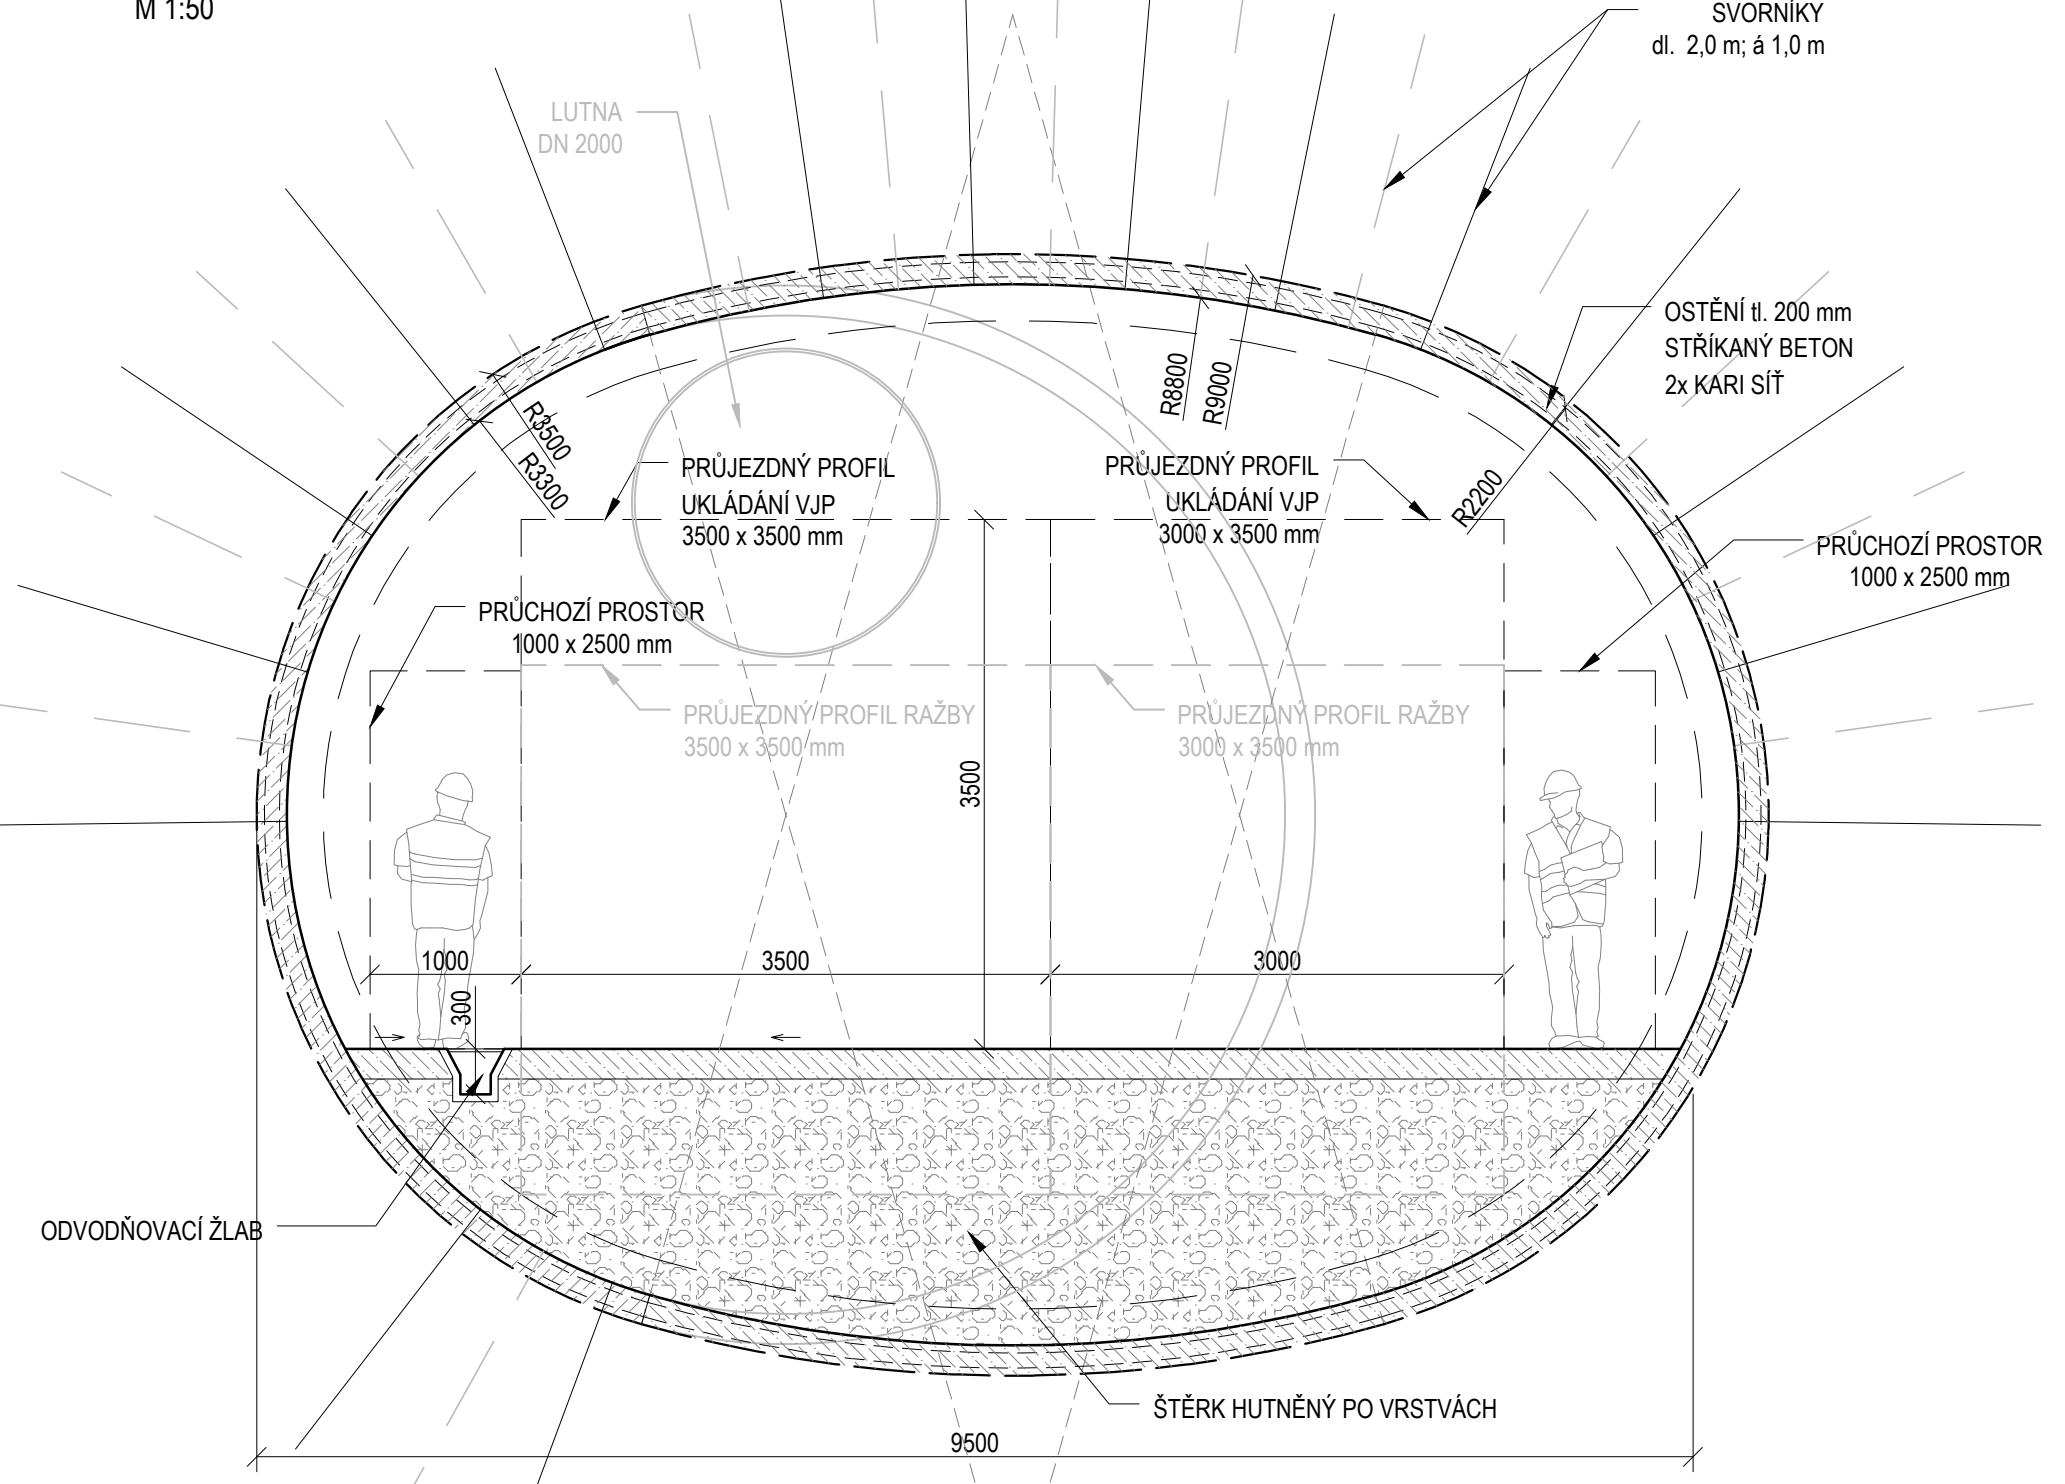 M 1:50
SVORNÍKY
dl. 2,0 m; á 1,0 m
LUTNA
DN 2000
OSTĚNÍ tl. 200 mm
STŘÍKANÝ BETON
2x KARI SÍŤ
R8800
R9000
R3500
R3300
R2200
PRŮJEZDNÝ PROFIL
UKLÁDÁNÍ VJP
3500 x 3500 mm
PRŮJEZDNÝ PROFIL
UKLÁDÁNÍ VJP
3000 x 3500 mm
PRŮCHOZÍ PROSTOR
1000 x 2500 mm
PRŮCHOZÍ PROSTOR
1000 x 2500 mm
PRŮJEZDNÝ PROFIL RAŽBY
3500 x 3500 mm
PRŮJEZDNÝ PROFIL RAŽBY
3000 x 3500 mm
3500
1000
3500
3000
300
ODVODŇOVACÍ ŽLAB
ŠTĚRK HUTNĚNÝ PO VRSTVÁCH
9500